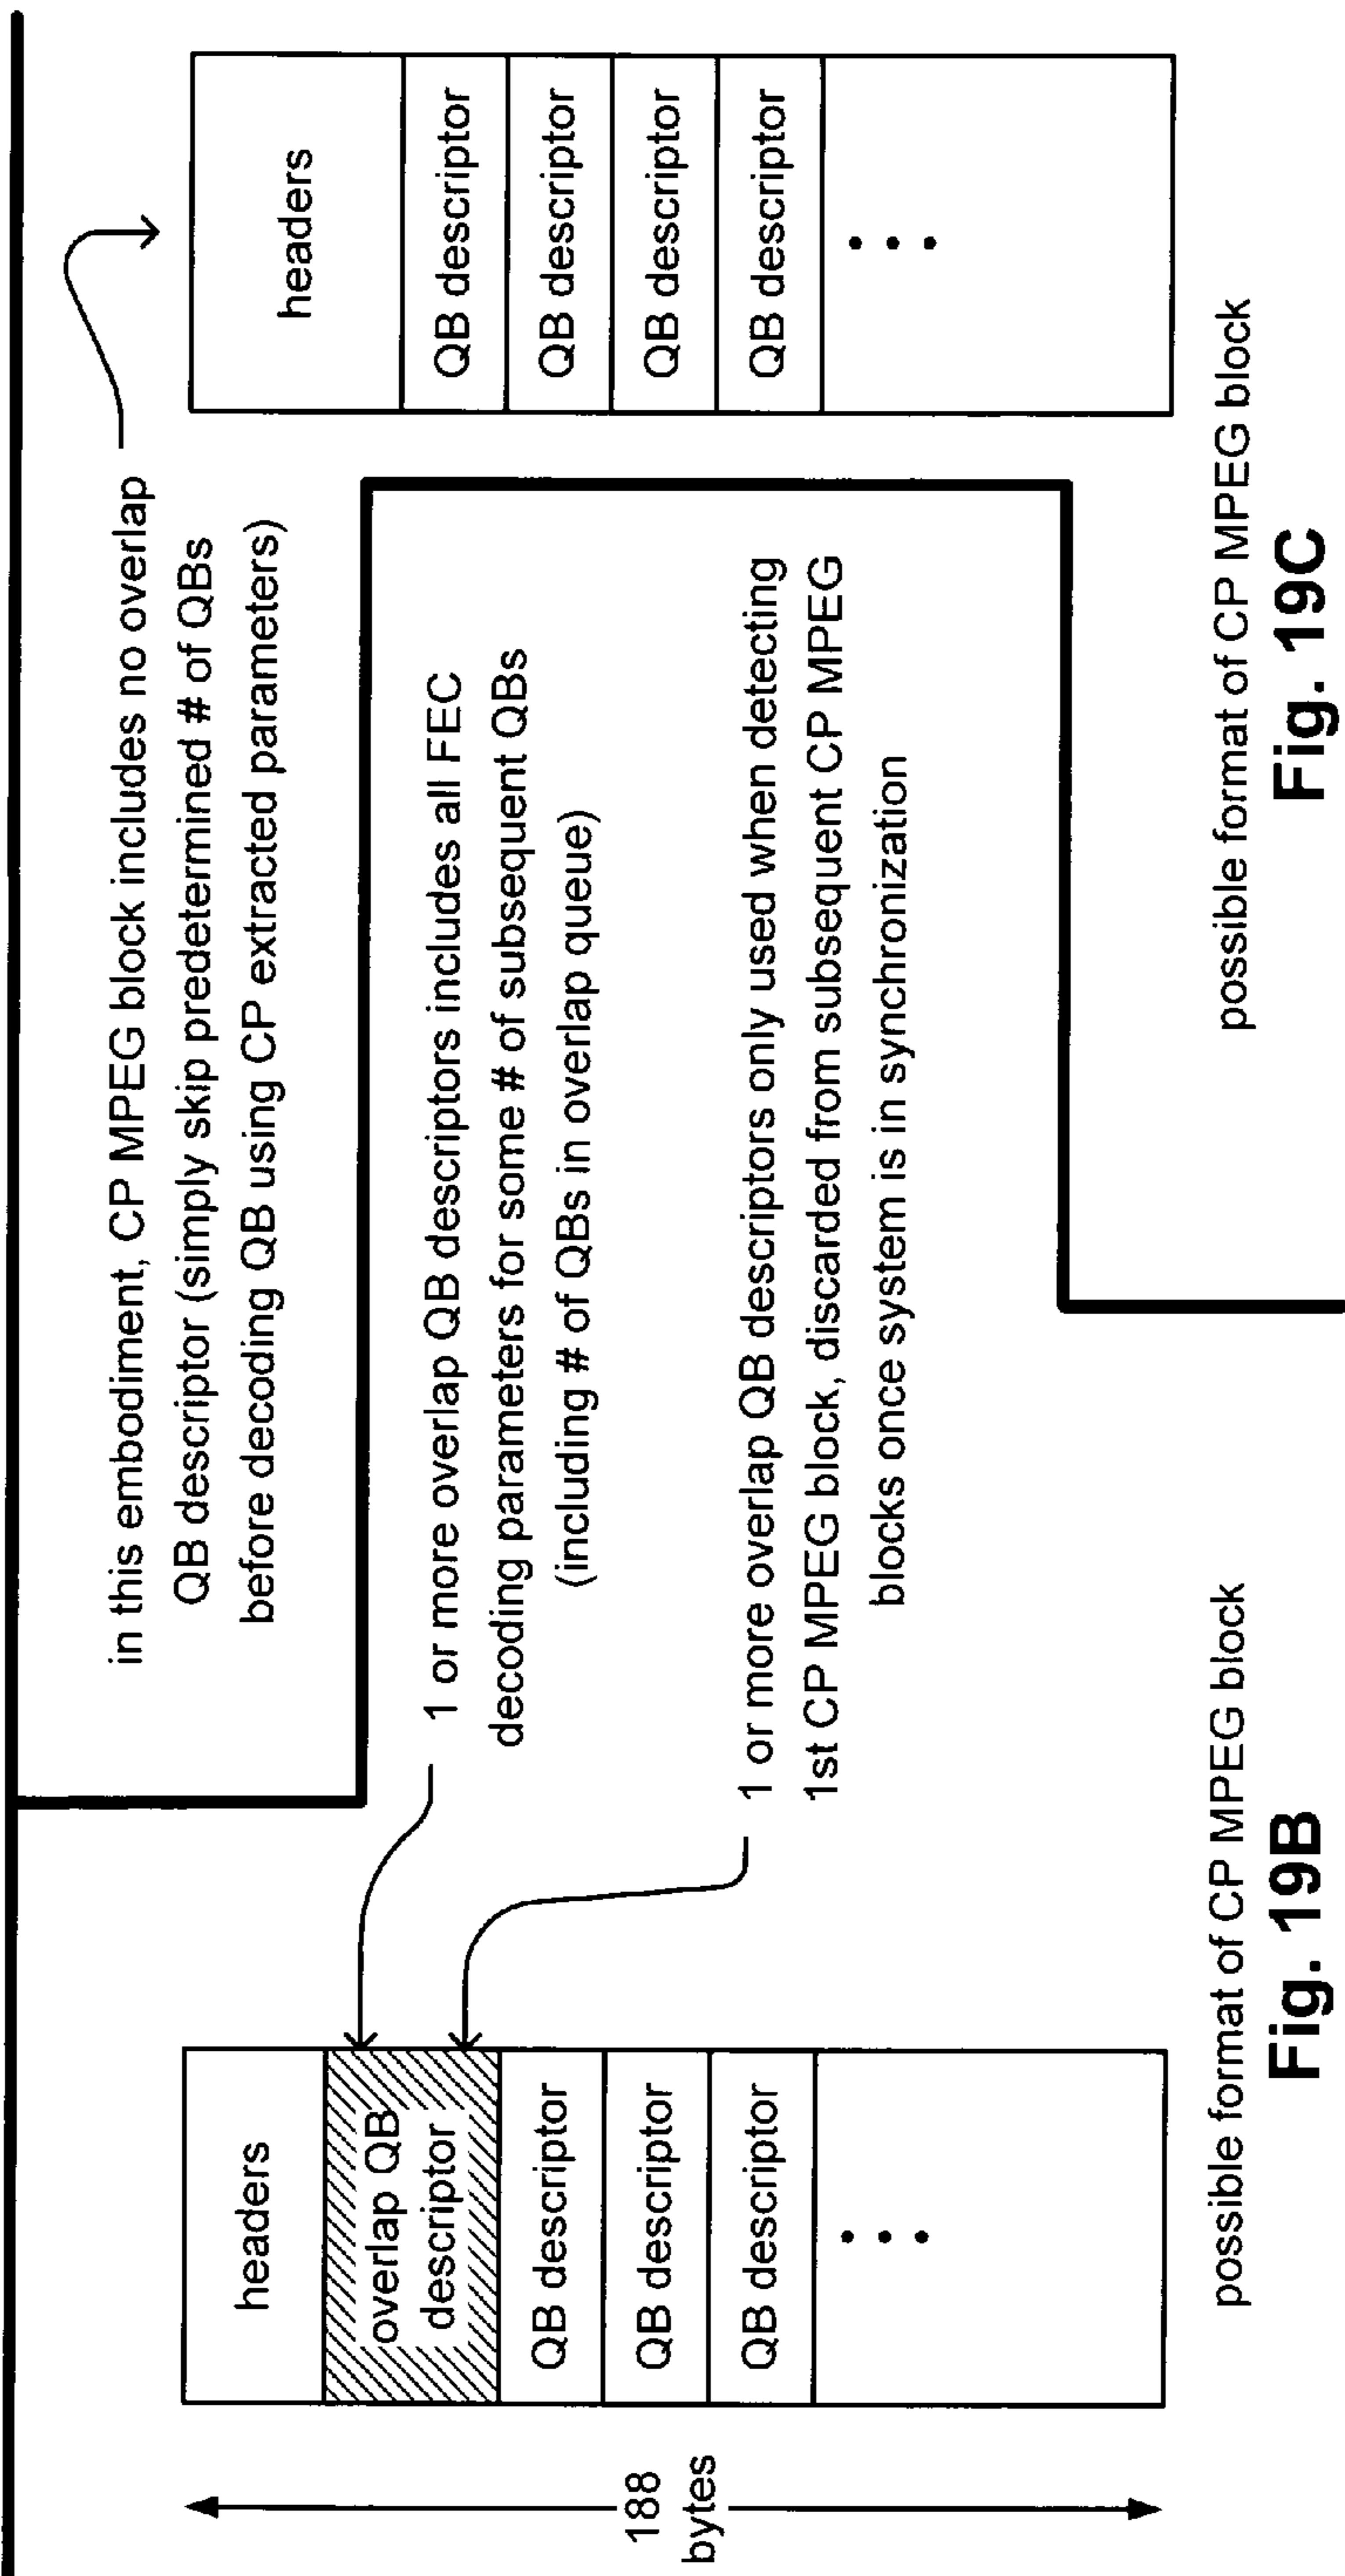 188
bytes
headers
overlap QB
descriptor
QB descriptor
QB descriptor
QB descriptor
possible format of CP MPEG block
Fig. 19B
1 or more overlap QB descriptors includes all FEC
decoding parameters for some # of subsequent QBs
(including # of QBs in overlap queue)
1 or more overlap QB descriptors only used when detecting
1st CP MPEG block, discarded from subsequent CP MPEG
blocks once system is in synchronization
in this embodiment, CP MPEG block includes no overlap
QB descriptor (simply skip predetermined # of QBs
before decoding QB using CP extracted parameters)
headers
QB descriptor
QB descriptor
QB descriptor
QB descriptor
possible format of CP MPEG block
Fig. 19C